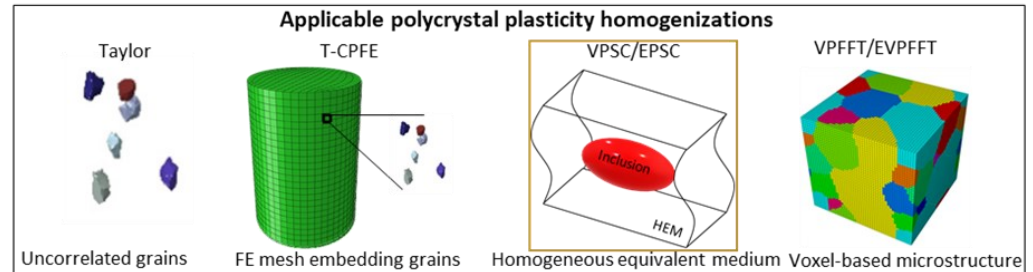 Applicable polycrystal plasticity homogenizations
Taylor
T-CPFE
VPSC/EPSC
VPFFT/EVPFFT
Inclusion
HEM
Uncorrelated grains
FE mesh embedding grains
Homogeneous equivalent medium
Voxel-based microstructure